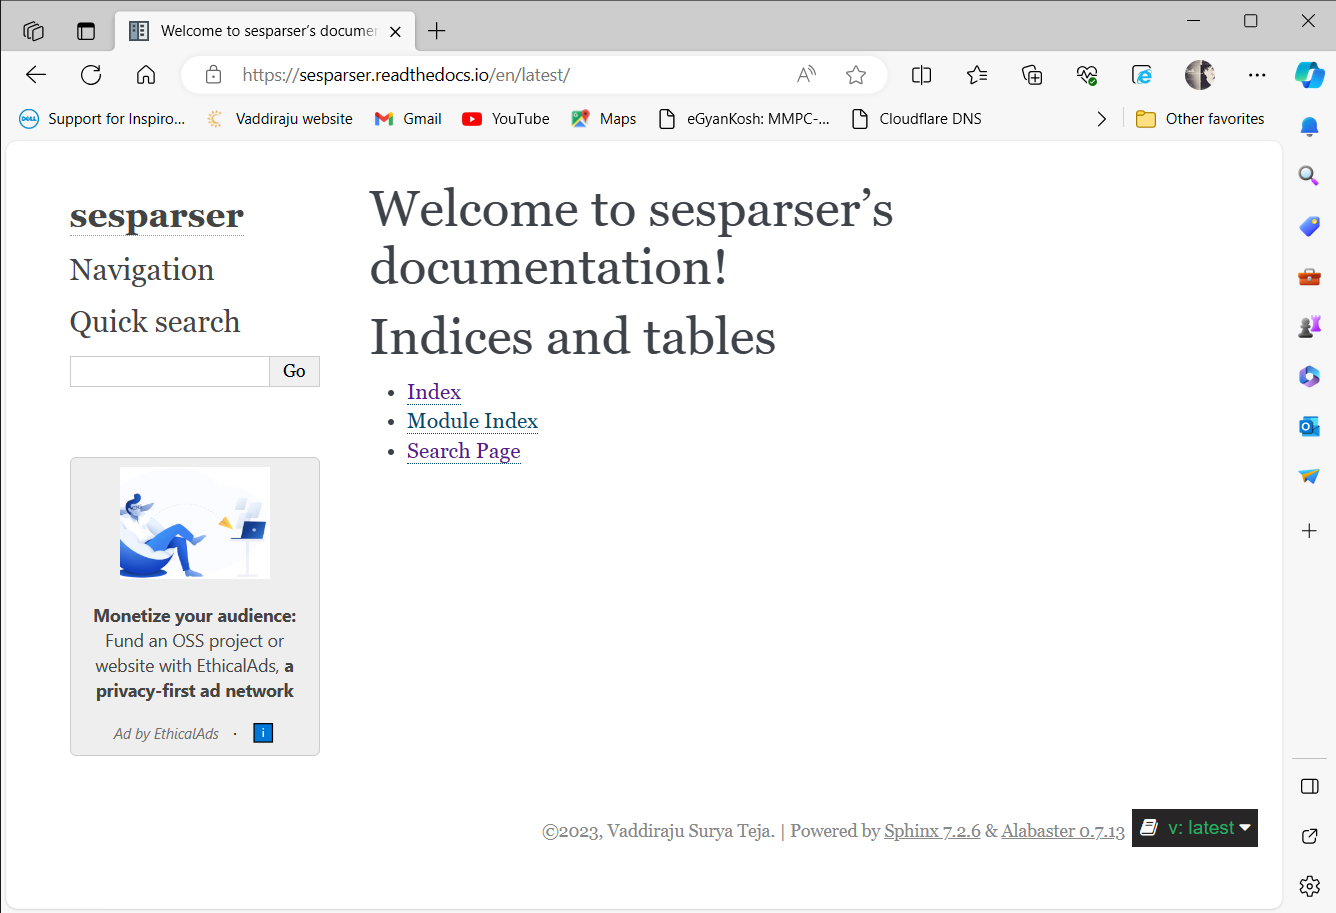 Welcome to sesparser’s documen
https://sesparser.readthedocs.io/en/latest/
Support for Inspiro...
Vaddiraju website
Gmail
YouTube
Maps
eGyanKosh: MMPC-...
Cloudflare DNS
Other favorites
sesparser
Navigation
Quick search
Go
Monetize your audience:
Fund an OSS project or
website with EthicalAds, a
privacy-first ad network
Ad by EthicalAds · i
Welcome to sesparser’s
documentation!
Indices and tables
• Index
• Module Index
• Search Page
©2023, Vaddiraju Surya Teja. | Powered by Sphinx 7.2.6 & Alabaster 0.7.13
v: latest